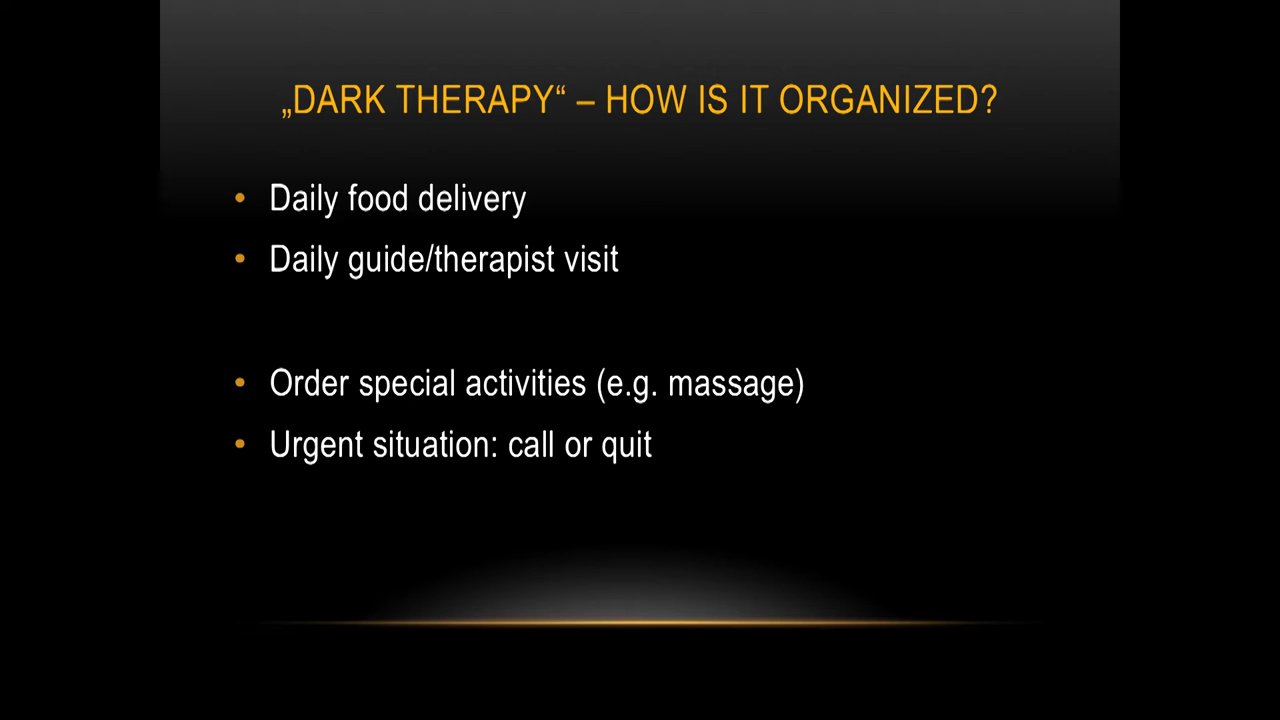 „DARK THERAPY“ – HOW IS IT ORGANIZED?
• Daily food delivery
• Daily guide/therapist visit
• Order special activities (e.g. massage)
• Urgent situation: call or quit